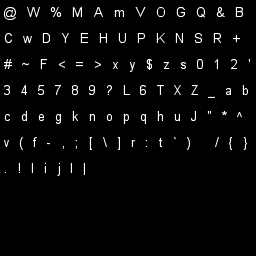 @ W % M A m V O G Q & B
C w D Y E H U P K N S R +
# ~ F < = > x y $ z s 0 1 2 '
3 4 5 7 8 9 ? L 6 T X Z _ a b
c d e g k n o p q h u J " * ^
v ( f - , ; [ \ ] r : t ` ) / { }
. ! I i j l |